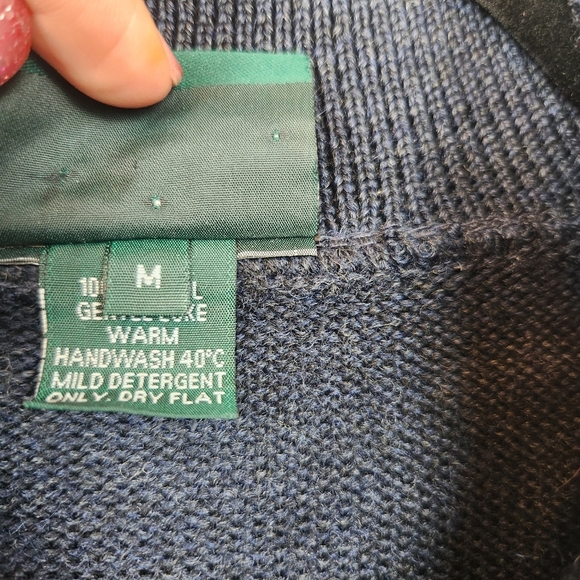 M
WARM
HANDWASH 40°C
MILD DETERGENT
ONLY. DRY FLAT